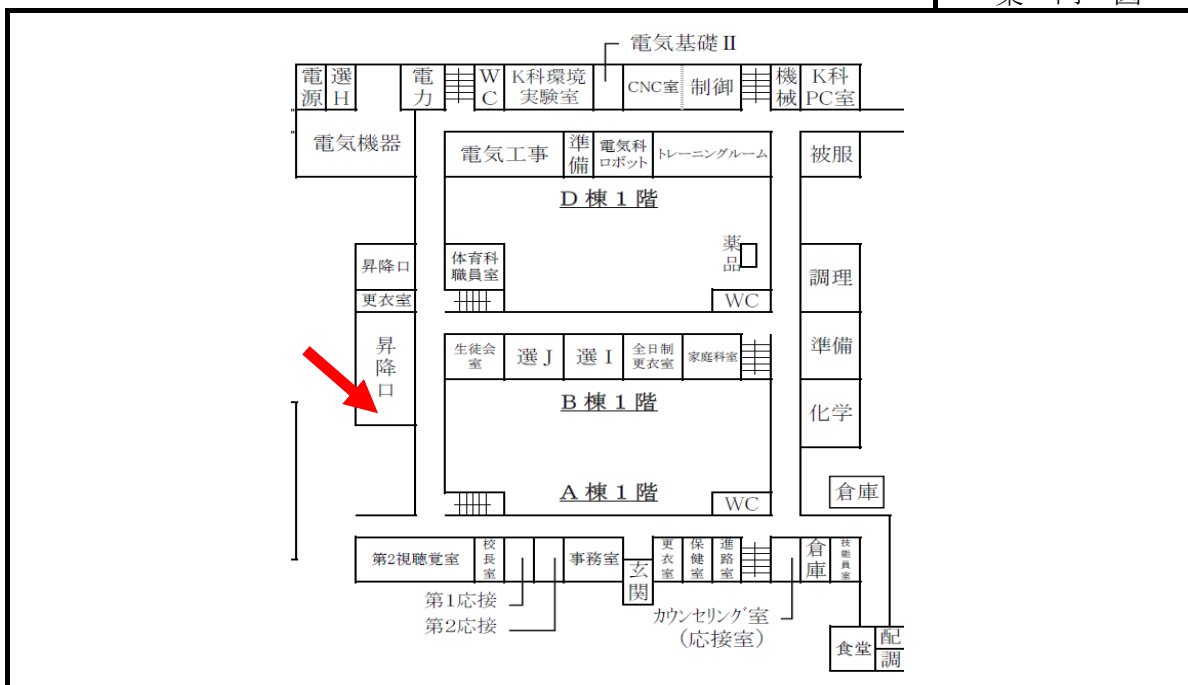 案内図
電気基礎Ⅱ
電源
選H
電力
WC
K科環境
実験室
CNC室
制御
機械
K科
PC室
電気機器
電気工事
準備
電気科
ロボット
トレーニングルーム
被服
D棟1階
昇降口
体育科
職員室
薬品
調理
更衣室
WC
昇降口
生徒会
室
選J
選I
全日制
更衣室
家庭科室
準備
B棟1階
化学
A棟1階
WC
倉庫
第2視聴覚室
校長室
事務室
玄関
更衣室
保健室
進路室
倉庫
技能員室
第1応接
第2応接
カウンセリング室
(応接室)
食堂
配
調